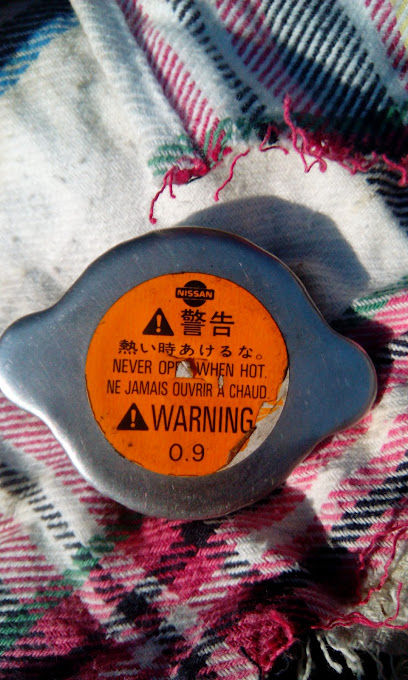 NISSAN
警告
熱い時あけるな。
NEVER OPEN WHEN HOT.
NE JAMAIS OUVRIR À CHAUD
WARNING
0.9